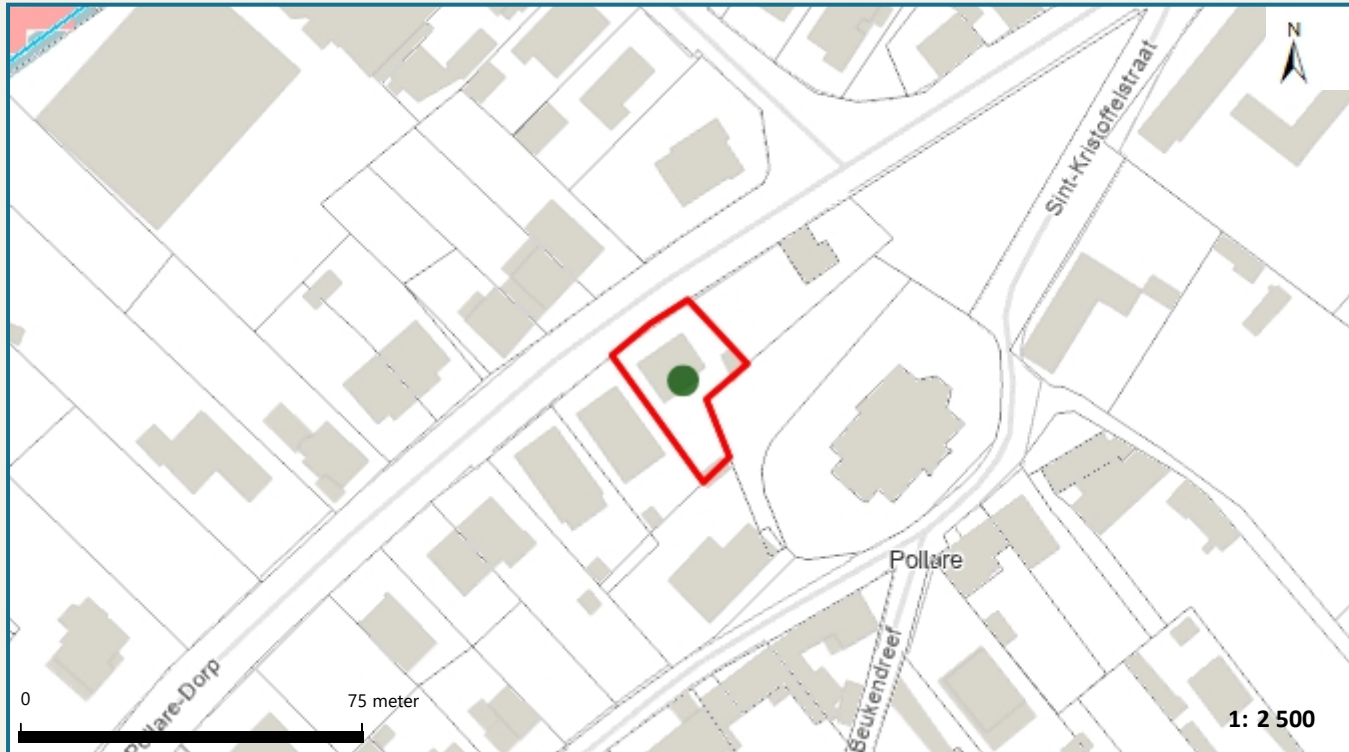 N
Sint-Kristoffelstraat
Pollare
Beukendreef
Pollare-Dorp
0
75 meter
1: 2 500